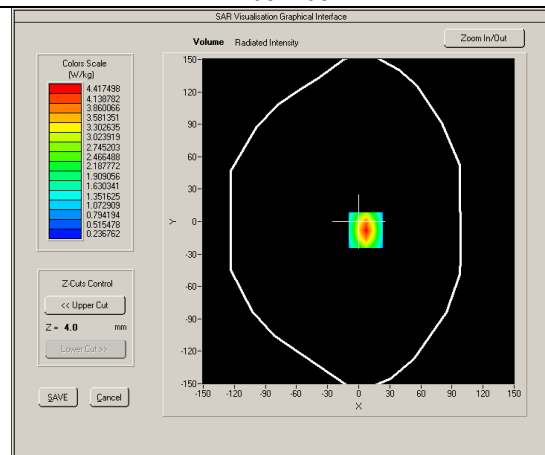 SAR Visualisation Graphical Interface
Volume Radiated Intensity
Zoom In/Out
Colors Scale
(W/kg)
4.417498
4.138782
3.860066
3.581351
3.302635
3.023919
2.745203
2.466488
2.187772
1.909056
1.630341
1.351625
1.072909
0.794194
0.515478
0.236762
Z-Cuts Control
<< Upper Cut
Z = 4.0 mm
Lower Cut >>
SAVE
Cancel
150
120
90
60
30
0
-30
-60
-90
-120
-150
Y
-150 -120 -90 -60 -30 0 30 60 90 120 150
X